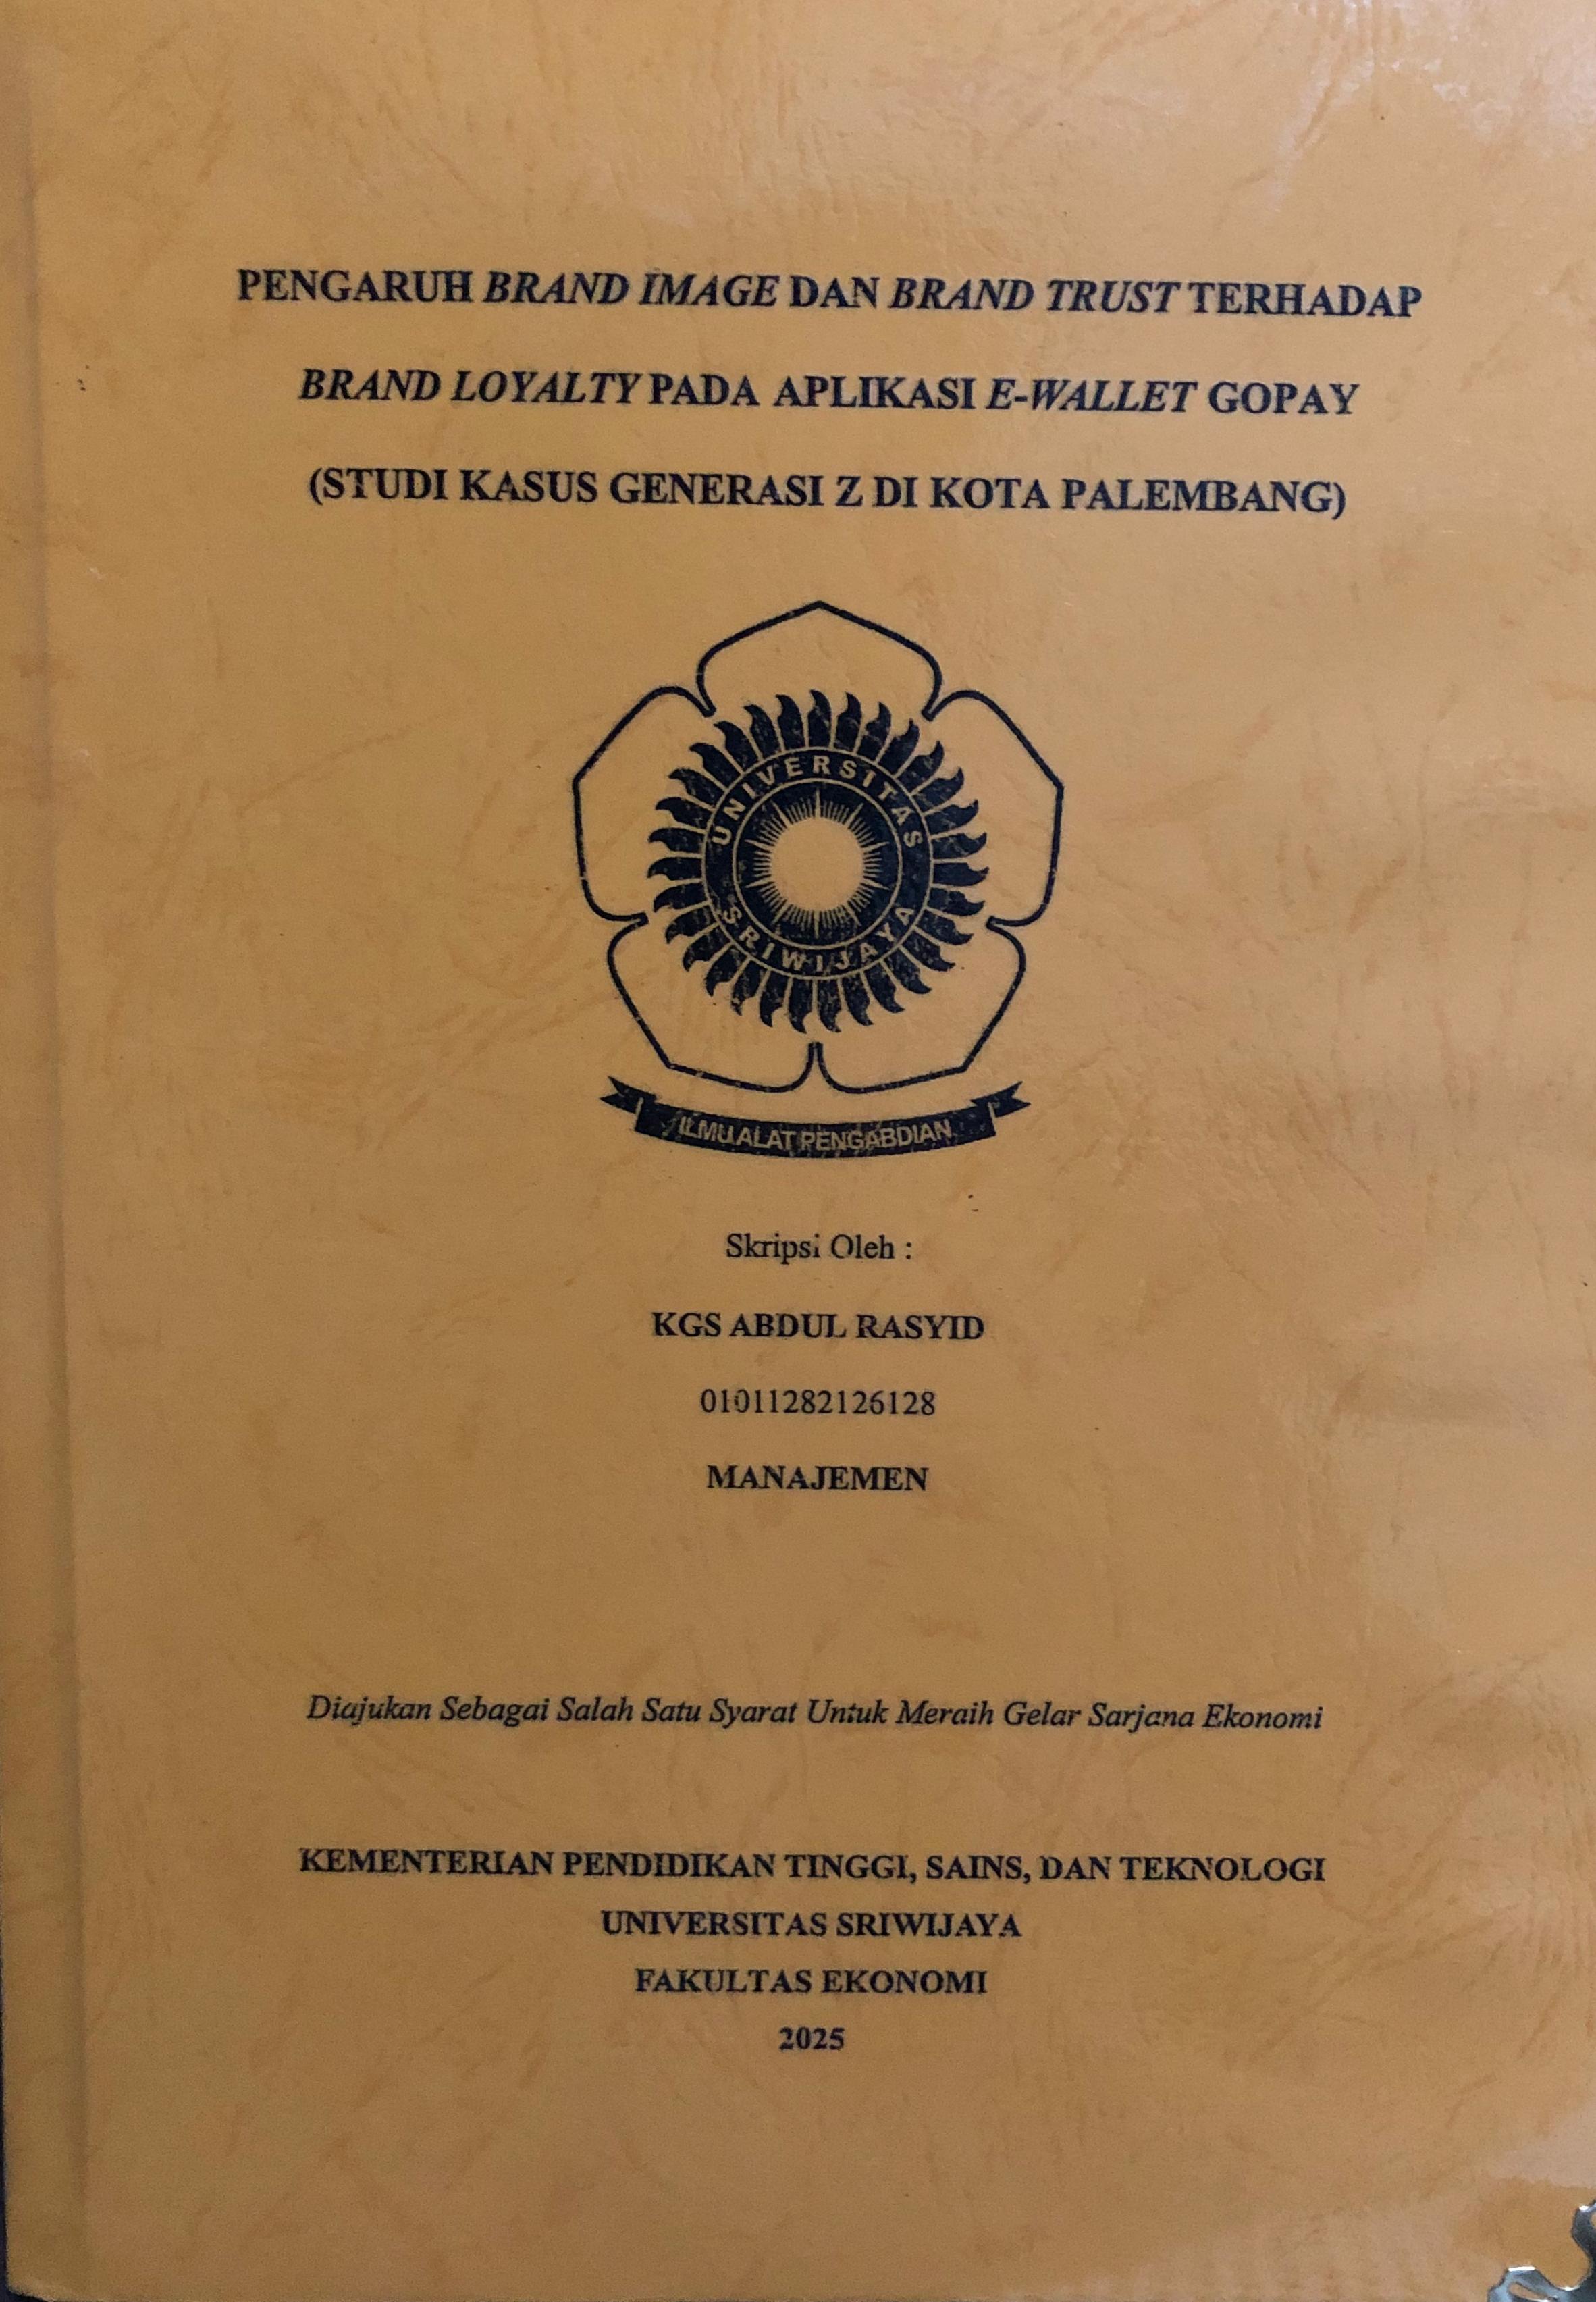 PENGARUH BRAND IMAGE DAN BRAND TRUST TERHADAP
BRAND LOYALTY PADA APLIKASI E-WALLET GOPAY
(STUDI KASUS GENERASI Z DI KOTA PALEMBANG)
UNIVERSITAS
SRIWIJAYA
ILMU ALAT PENGABDIAN
Skripsi Oleh :
KGS ABDUL RASYID
01011282126128
MANAJEMEN
Diajukan Sebagai Salah Satu Syarat Untuk Meraih Gelar Sarjana Ekonomi
KEMENTERIAN PENDIDIKAN TINGGI, SAINS, DAN TEKNOLOGI
UNIVERSITAS SRIWIJAYA
FAKULTAS EKONOMI
2025